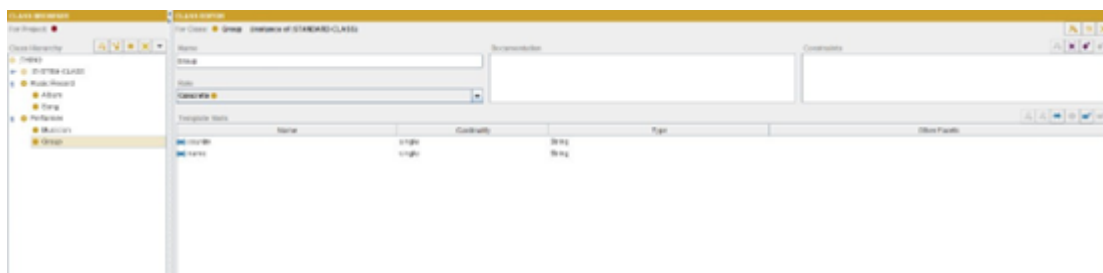 CLASS BROWSER
CLASS EDITOR
For Project:
For Class: Group (instance of :STANDARD-CLASS)
Class Hierarchy
Name
Documentation
Constraints
:THING
Group
:SYSTEM-CLASS
Music Record
Album
Role
Song
Concrete
Performer
Template Slots
Musician
Name
Cardinality
Type
Other Facets
Group
single
String
name
single
String